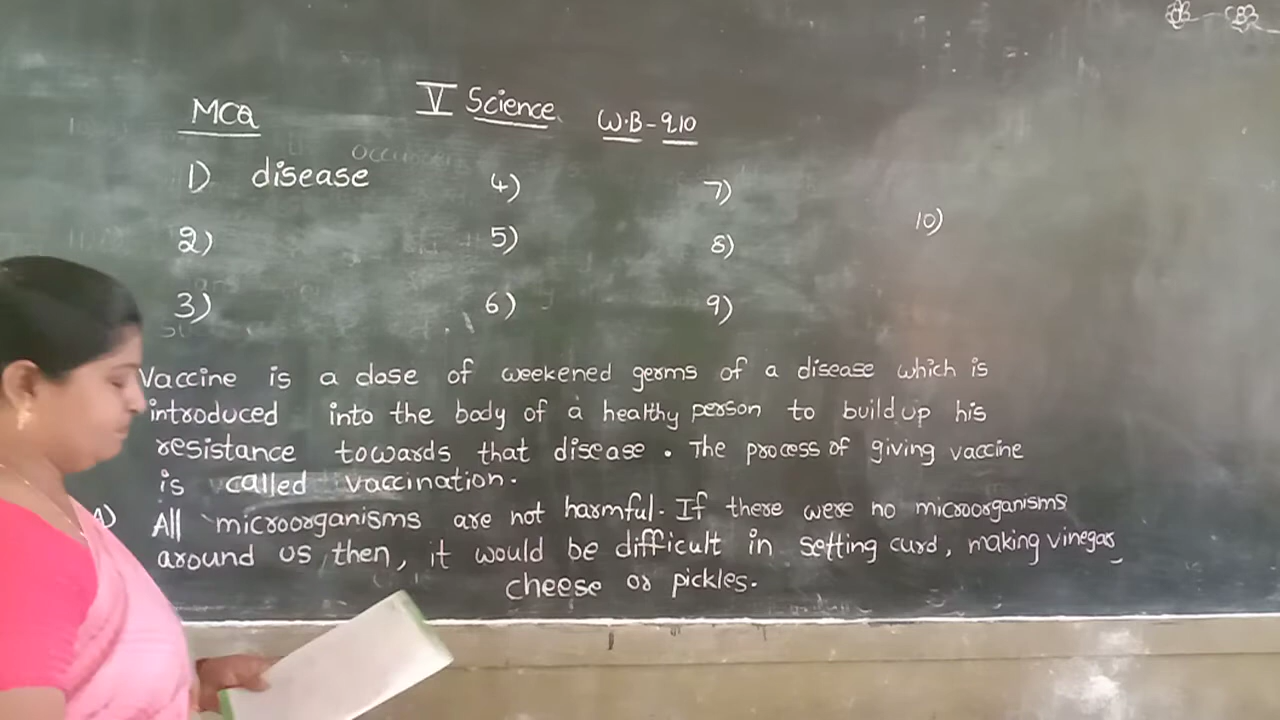 MCQ V Science W.B-910
1) disease 4) 7) 10)
2) 5) 8)
3) 6) 9)
Vaccine is a dose of weekened germs of a disease which is
introduced into the body of a healthy person to build up his
resistance towards that disease. The process of giving vaccine
is called vaccination.
A) All microorganisms are not harmful. If there were no microorganisms
around us, then, it would be difficult in setting curd, making vinegar,
cheese or pickles.